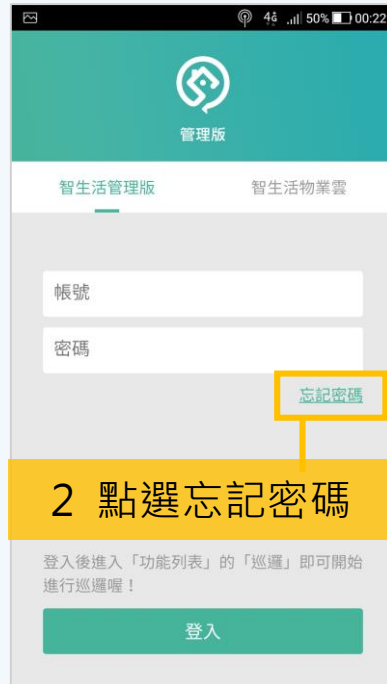 4G 50% 00:22
管理版
智生活管理版 智生活物業雲
帳號
密碼
忘記密碼
2 點選忘記密碼
登入後進入「功能列表」的「巡邏」即可開始
進行巡邏喔！
登入